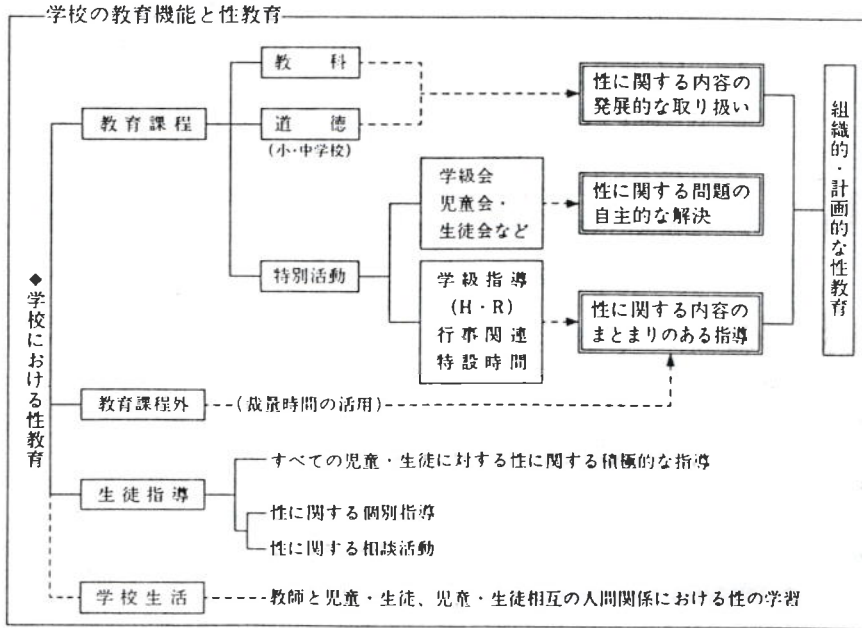 学校の教育機能と性教育
◆学校における性教育
教育課程
教科
道徳
(小・中学校)
特別活動
学級会
児童会・
生徒会など
学級指導
(H・R)
行事関連
特設時間
性に関する内容の
発展的な取り扱い
性に関する問題の
自主的な解決
性に関する内容の
まとまりのある指導
組織的・計画的な性教育
教育課程外
(裁量時間の活用)
生徒指導
すべての児童・生徒に対する性に関する積極的な指導
性に関する個別指導
性に関する相談活動
学校生活
教師と児童・生徒、児童・生徒相互の人間関係における性の学習